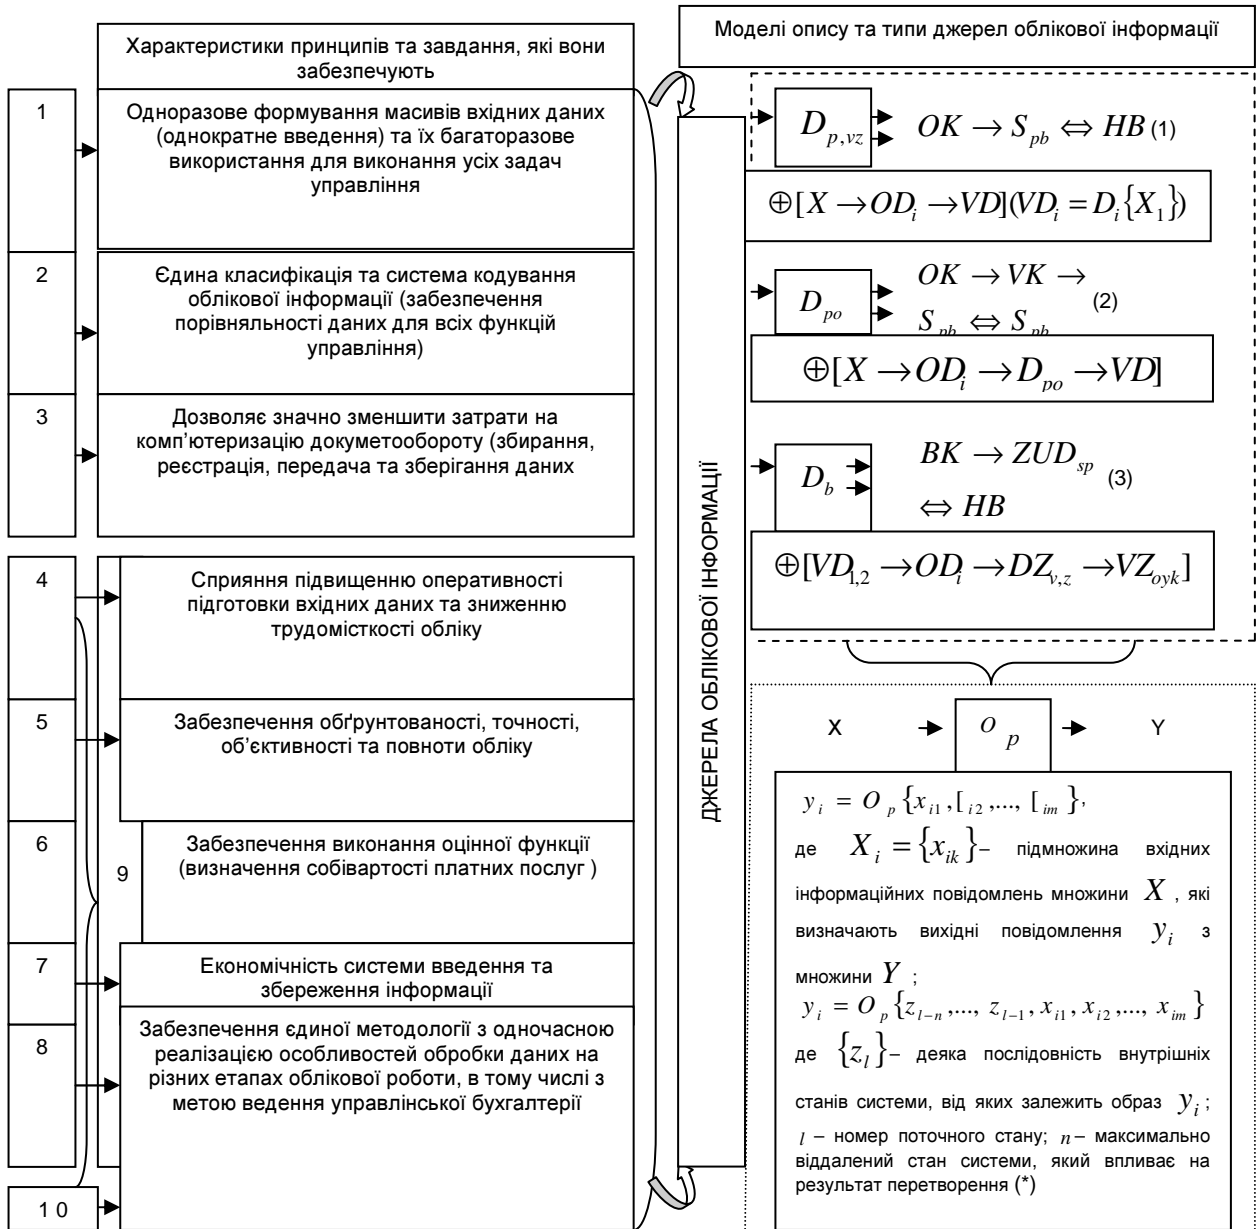 Характеристики принципів та завдання, які вони
забезпечують
1
Одноразове формування масивів вхідних даних
(однократне введення) та їх багаторазове
використання для виконання усіх задач
управління
2
Єдина класифікація та система кодування
облікової інформації (забезпечення
порівняльності даних для всіх функцій
управління)
3
Дозволяє значно зменшити затрати на
комп’ютеризацію докуметообороту (збирання,
реєстрація, передача та зберігання даних
4
Сприяння підвищенню оперативності
підготовки вхідних даних та зниженню
трудомісткості обліку
5
Забезпечення обґрунтованості, точності,
об’єктивності та повноти обліку
6
9
Забезпечення виконання оцінної функції
(визначення собівартості платних послуг )
7
Економічність системи введення та
збереження інформації
8
Забезпечення єдиної методології з одночасною
реалізацією особливостей обробки даних на
різних етапах облікової роботи, в тому числі з
метою ведення управлінської бухгалтерії
1 0
ДЖЕРЕЛА ОБЛІКОВОЇ ІНФОРМАЦІЇ
Моделі опису та типи джерел облікової інформації
D_{p,vz} OK → S_{pb} ⇔ HB (1)
⊕[X → OD_i → VD](VD_i = D_i{X_1})
D_{po} OK → VK → (2)
S_{pb} ⇔ S_{pb}
⊕[X → OD_i → D_{po} → VD]
D_b BK → ZUD_{sp} (3)
⇔ HB
⊕[VD_{1,2} → OD_i → DZ_{v,z} → VZ_{oyk}]
X O_p Y
y_i = O_p{x_{i1},[_{i2},..., [_{im}},
де X_i = {x_{ik}}– підмножина вхідних
інформаційних повідомлень множини X , які
визначають вихідні повідомлення y_i з
множини Y ;
y_i = O_p{z_{l−n},..., z_{l−1}, x_{i1}, x_{i2},..., x_{im}}
де {z_l}– деяка послідовність внутрішніх
станів системи, від яких залежить образ y_i ;
l – номер поточного стану; n – максимально
віддалений стан системи, який впливає на
результат перетворення (*)